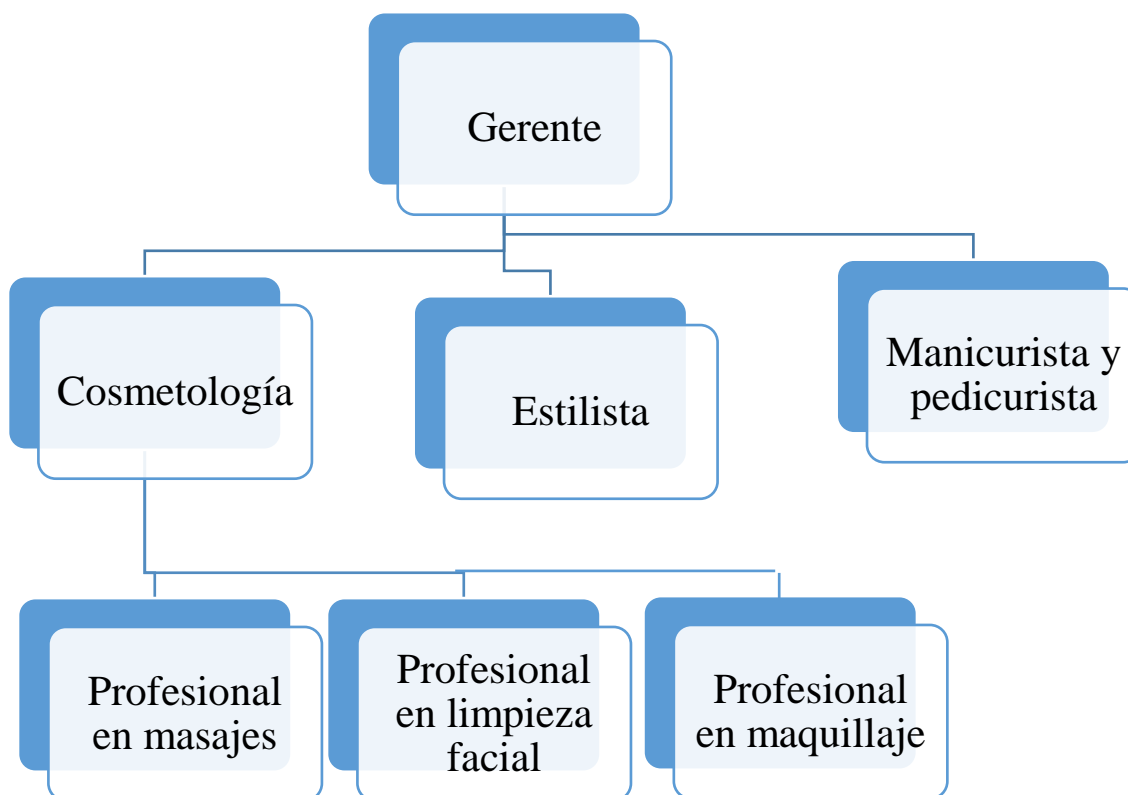 Gerente
Cosmetología
Estilista
Manicurista y
pedicurista
Profesional
en masajes
Profesional
en limpieza
facial
Profesional
en maquillaje